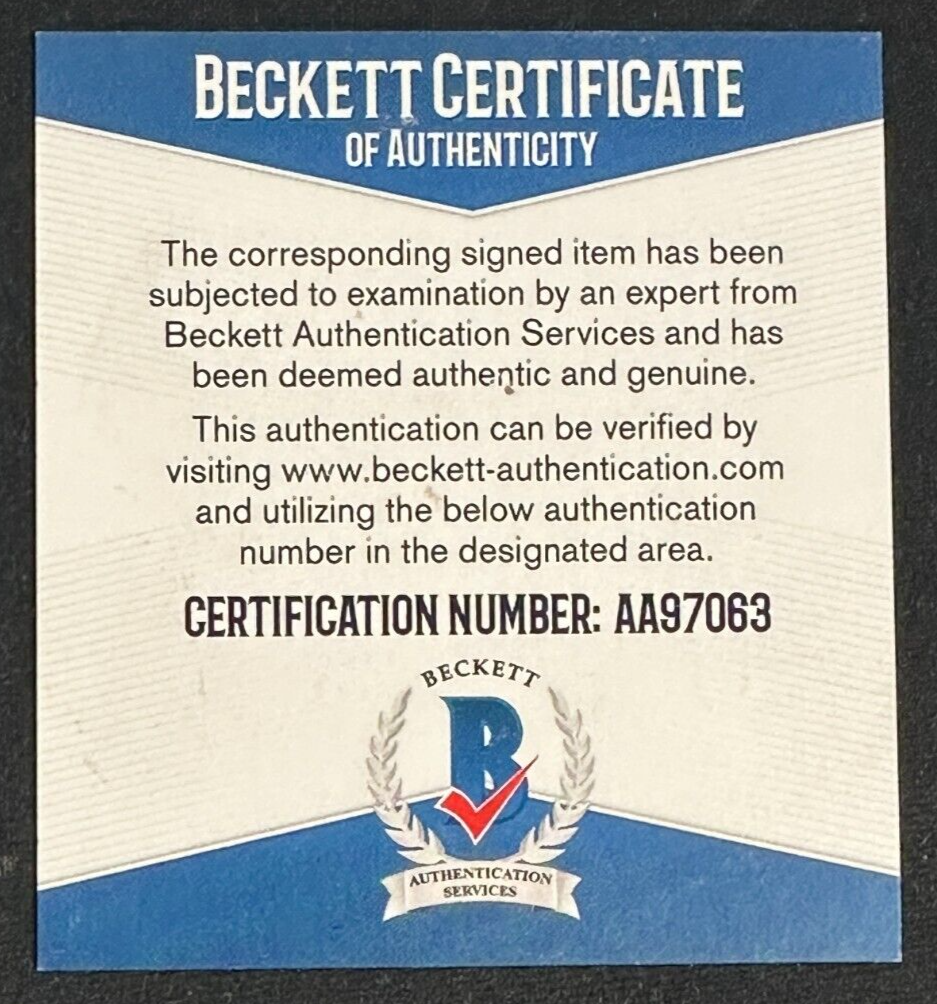 BECKETT CERTIFICATE
OF AUTHENTICITY
The corresponding signed item has been
subjected to examination by an expert from
Beckett Authentication Services and has
been deemed authentic and genuine.
This authentication can be verified by
visiting www.beckett-authentication.com
and utilizing the below authentication
number in the designated area.
CERTIFICATION NUMBER: AA97063
BECKETT
B
AUTHENTICATION
SERVICES